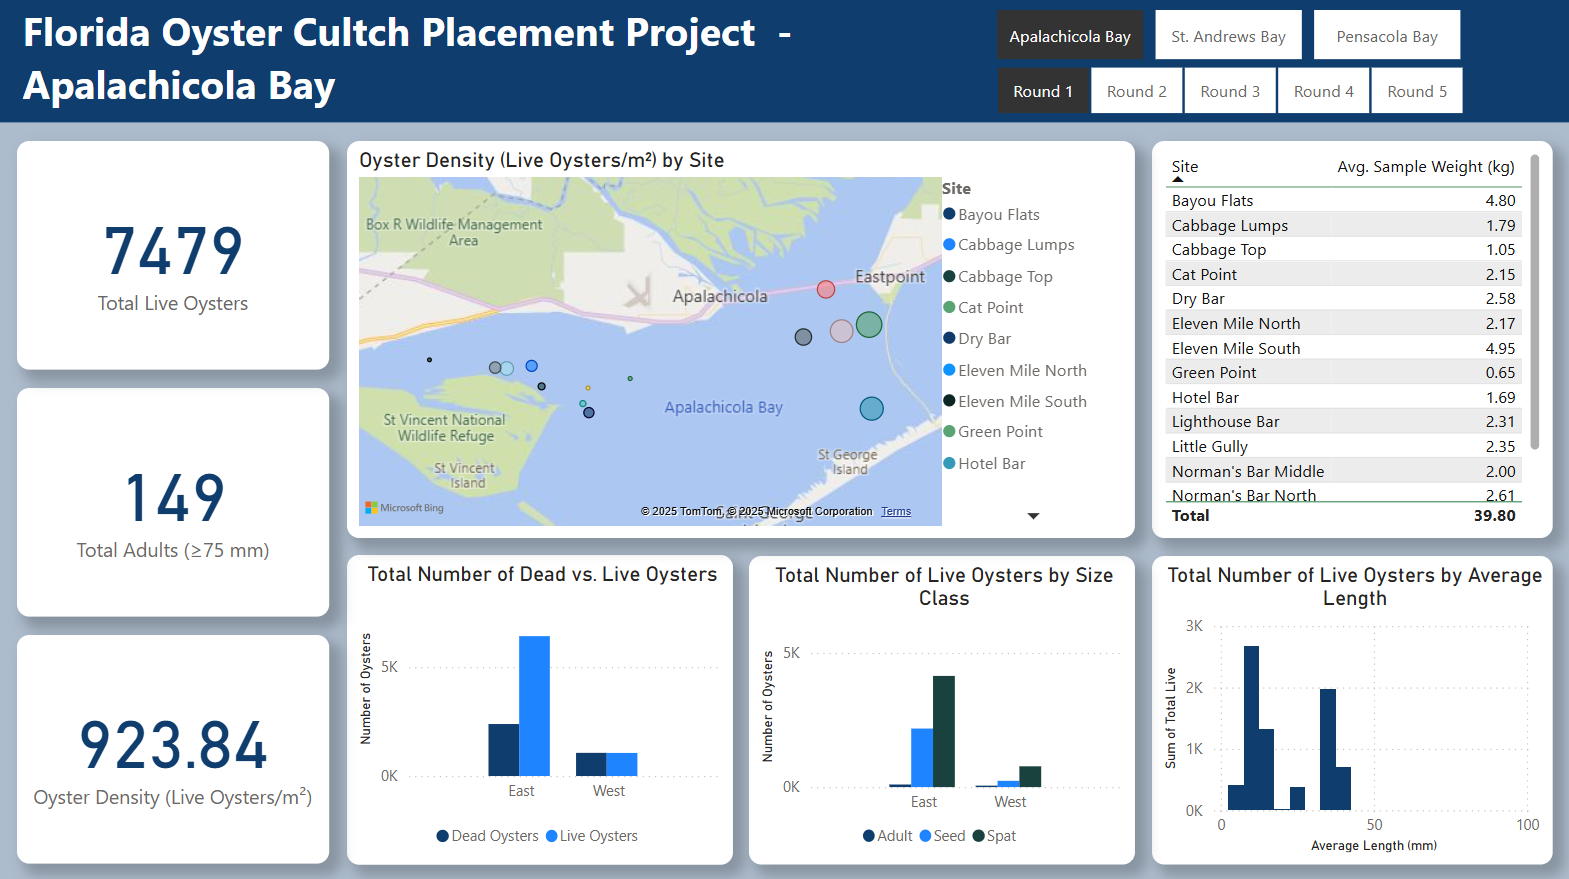 Florida Oyster Cultch Placement Project  -
Apalachicola Bay
Apalachicola Bay
St. Andrews Bay
Pensacola Bay
Round 1
Round 2
Round 3
Round 4
Round 5
7479
Total Live Oysters
149
Total Adults (≥75 mm)
923.84
Oyster Density (Live Oysters/m²)
Oyster Density (Live Oysters/m²) by Site
Box R Wildlife Management
Area
Apalachicola
Eastpoint
Apalachicola Bay
St Vincent National
Wildlife Refuge
St Vincent
Island
St George
Island
Microsoft Bing
© 2025 TomTom, © 2025 Microsoft Corporation Terms
Site
Bayou Flats
Cabbage Lumps
Cabbage Top
Cat Point
Dry Bar
Eleven Mile North
Eleven Mile South
Green Point
Hotel Bar
Site Avg. Sample Weight (kg)
Bayou Flats 4.80
Cabbage Lumps 1.79
Cabbage Top 1.05
Cat Point 2.15
Dry Bar 2.58
Eleven Mile North 2.17
Eleven Mile South 4.95
Green Point 0.65
Hotel Bar 1.69
Lighthouse Bar 2.31
Little Gully 2.35
Norman's Bar Middle 2.00
Norman's Bar North 2.61
Total 39.80
Total Number of Dead vs. Live Oysters
Number of Oysters
5K
0K
East
West
Dead Oysters
Live Oysters
Total Number of Live Oysters by Size
Class
Number of Oysters
5K
0K
East
West
Adult
Seed
Spat
Total Number of Live Oysters by Average
Length
Sum of Total Live
3K
2K
1K
0K
0
50
100
Average Length (mm)